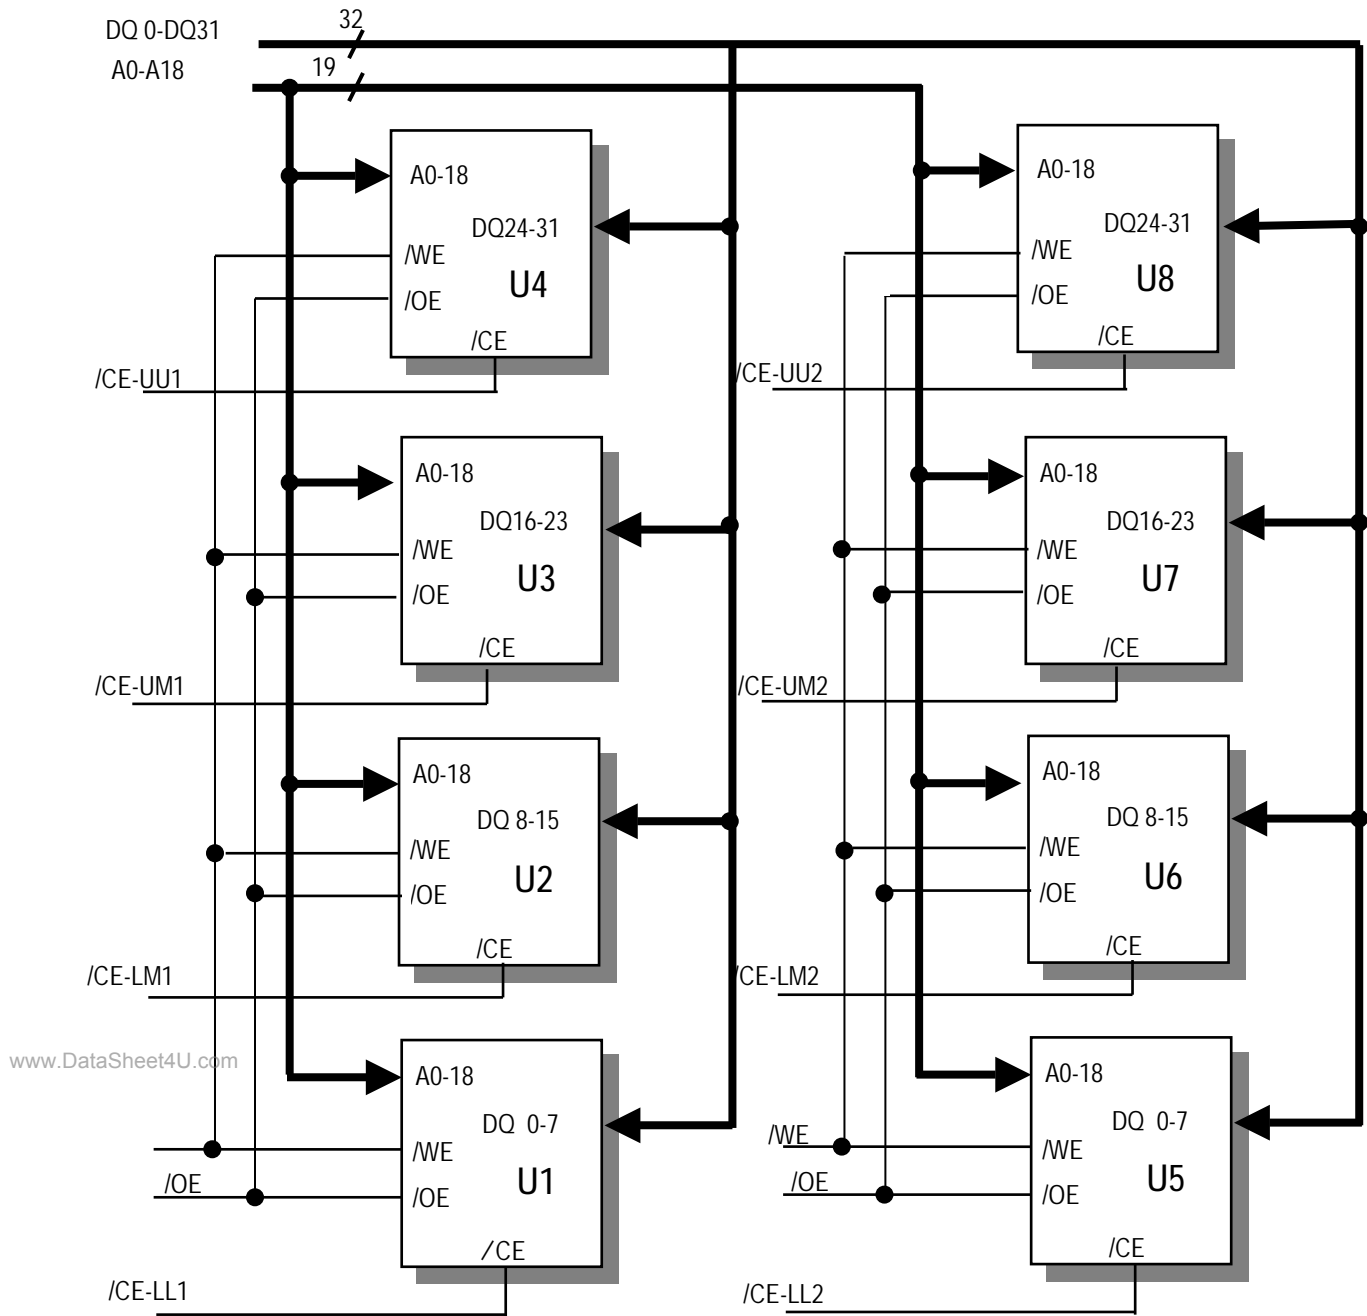 DQ 0-DQ31
32
A0-A18
19
A0-18
DQ24-31
/WE
U4
/OE
/CE
/CE-UU1
A0-18
DQ24-31
/WE
U8
/OE
/CE
/CE-UU2
A0-18
DQ16-23
/WE
U3
/OE
/CE
/CE-UM1
A0-18
DQ16-23
/WE
U7
/OE
/CE
/CE-UM2
A0-18
DQ 8-15
/WE
U2
/OE
/CE
/CE-LM1
A0-18
DQ 8-15
/WE
U6
/OE
/CE
/CE-LM2
www.DataSheet4U.com
A0-18
DQ 0-7
/WE
U1
/OE
/OE
/CE
/CE-LL1
A0-18
DQ 0-7
/WE
/WE
U5
/OE
/OE
/CE
/CE-LL2